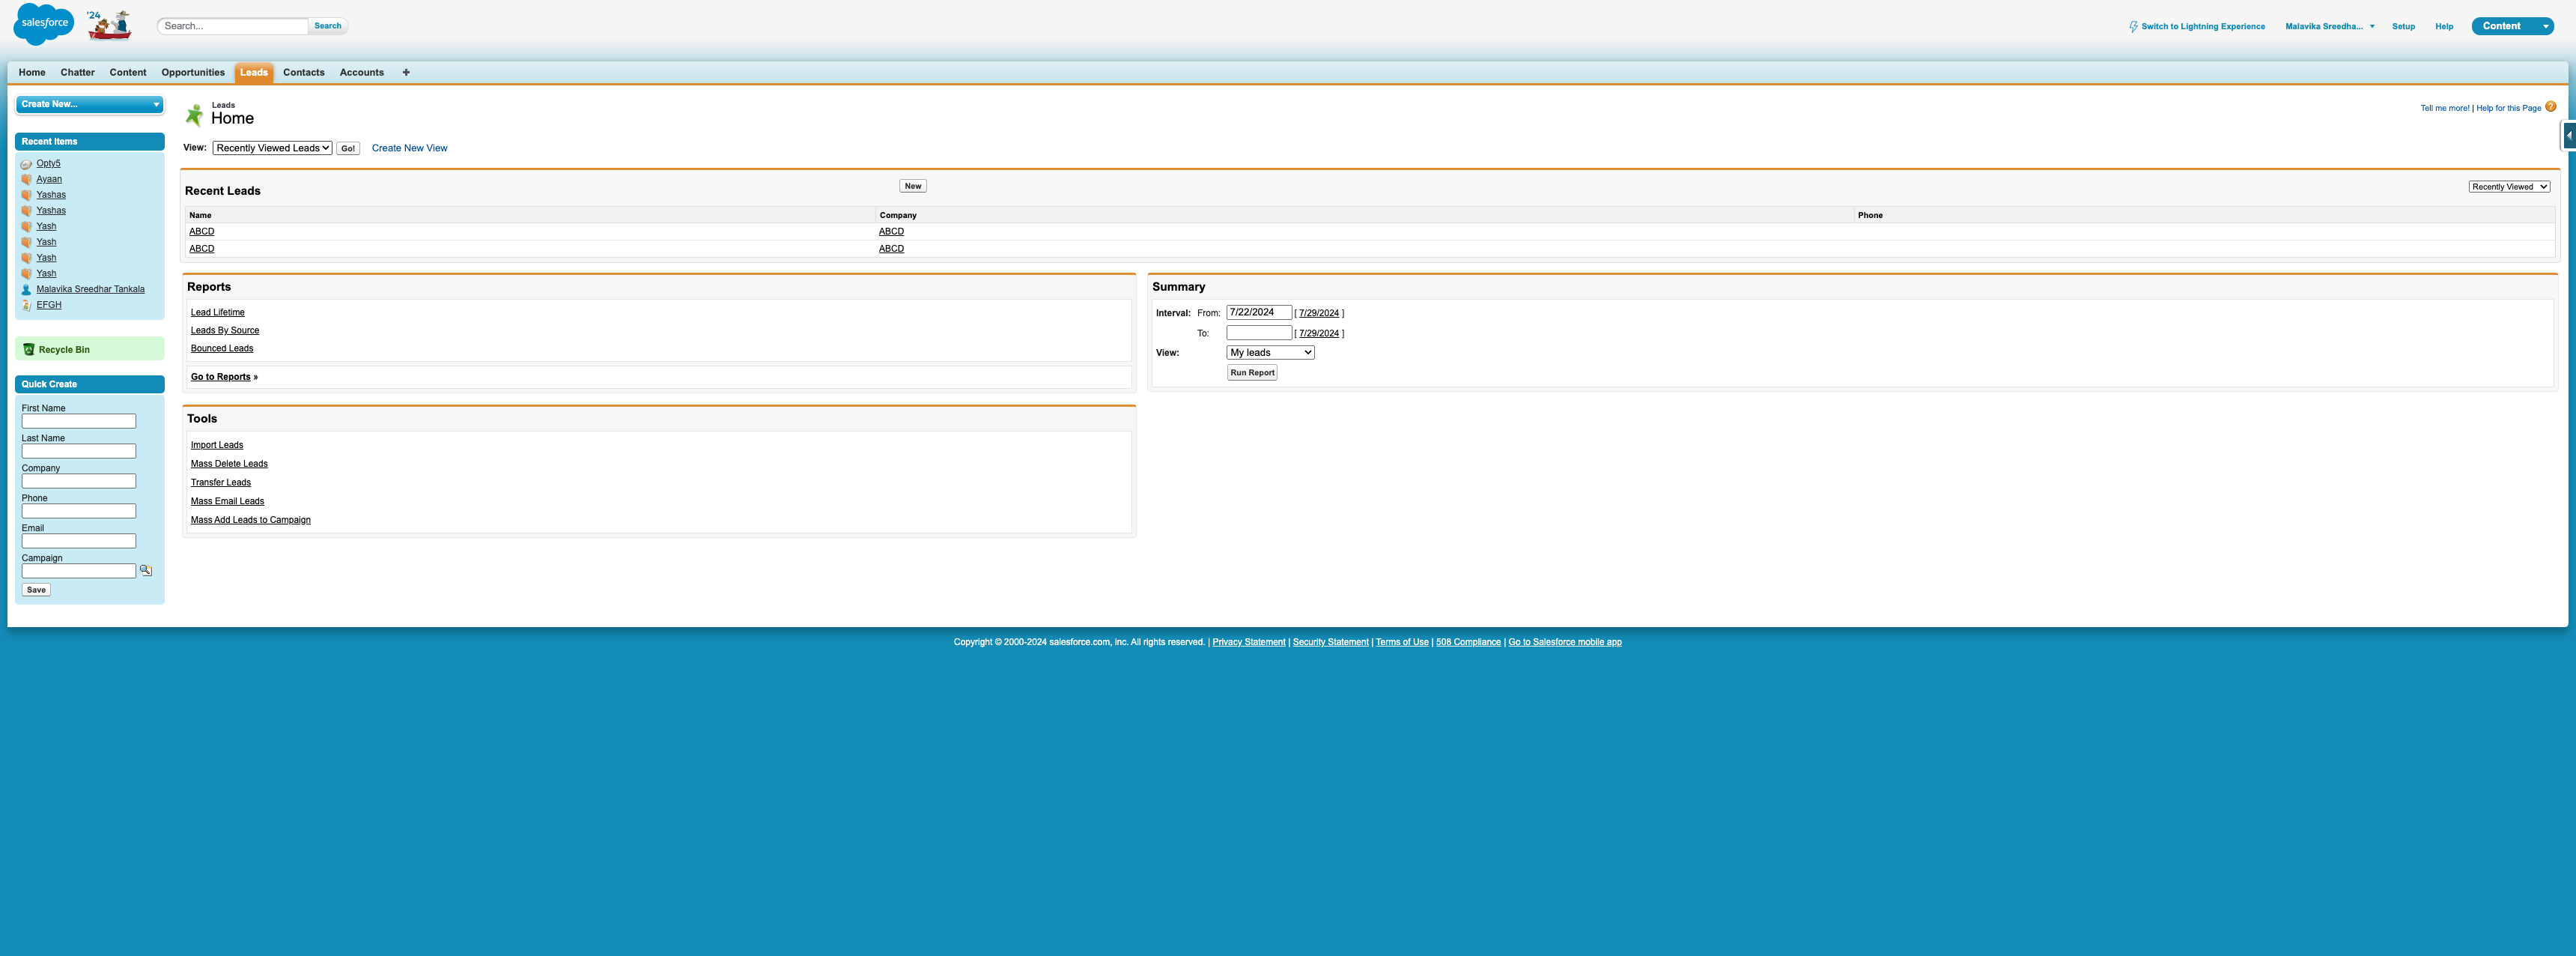 salesforce
'24
Search...
Search
Switch to Lightning Experience
Malavika Sreedha...
Setup
Help
Content
Home
Chatter
Content
Opportunities
Leads
Contacts
Accounts
+
Create New...
Recent Items
Opty5
Ayaan
Yashas
Yashas
Yash
Yash
Yash
Yash
Malavika Sreedhar Tankala
EFGH
Recycle Bin
Quick Create
First Name
Last Name
Company
Phone
Email
Campaign
Save
Leads
Home
Tell me more! | Help for this Page ?
View: Recently Viewed Leads Go! Create New View
Recent Leads
New
Recently Viewed
Name Company Phone
ABCD ABCD
ABCD ABCD
Reports
Lead Lifetime
Leads By Source
Bounced Leads
Go to Reports »
Summary
Interval: From: 7/22/2024 [ 7/29/2024 ]
To: [ 7/29/2024 ]
View: My leads
Run Report
Tools
Import Leads
Mass Delete Leads
Transfer Leads
Mass Email Leads
Mass Add Leads to Campaign
Copyright © 2000-2024 salesforce.com, inc. All rights reserved. | Privacy Statement | Security Statement | Terms of Use | 508 Compliance | Go to Salesforce mobile app